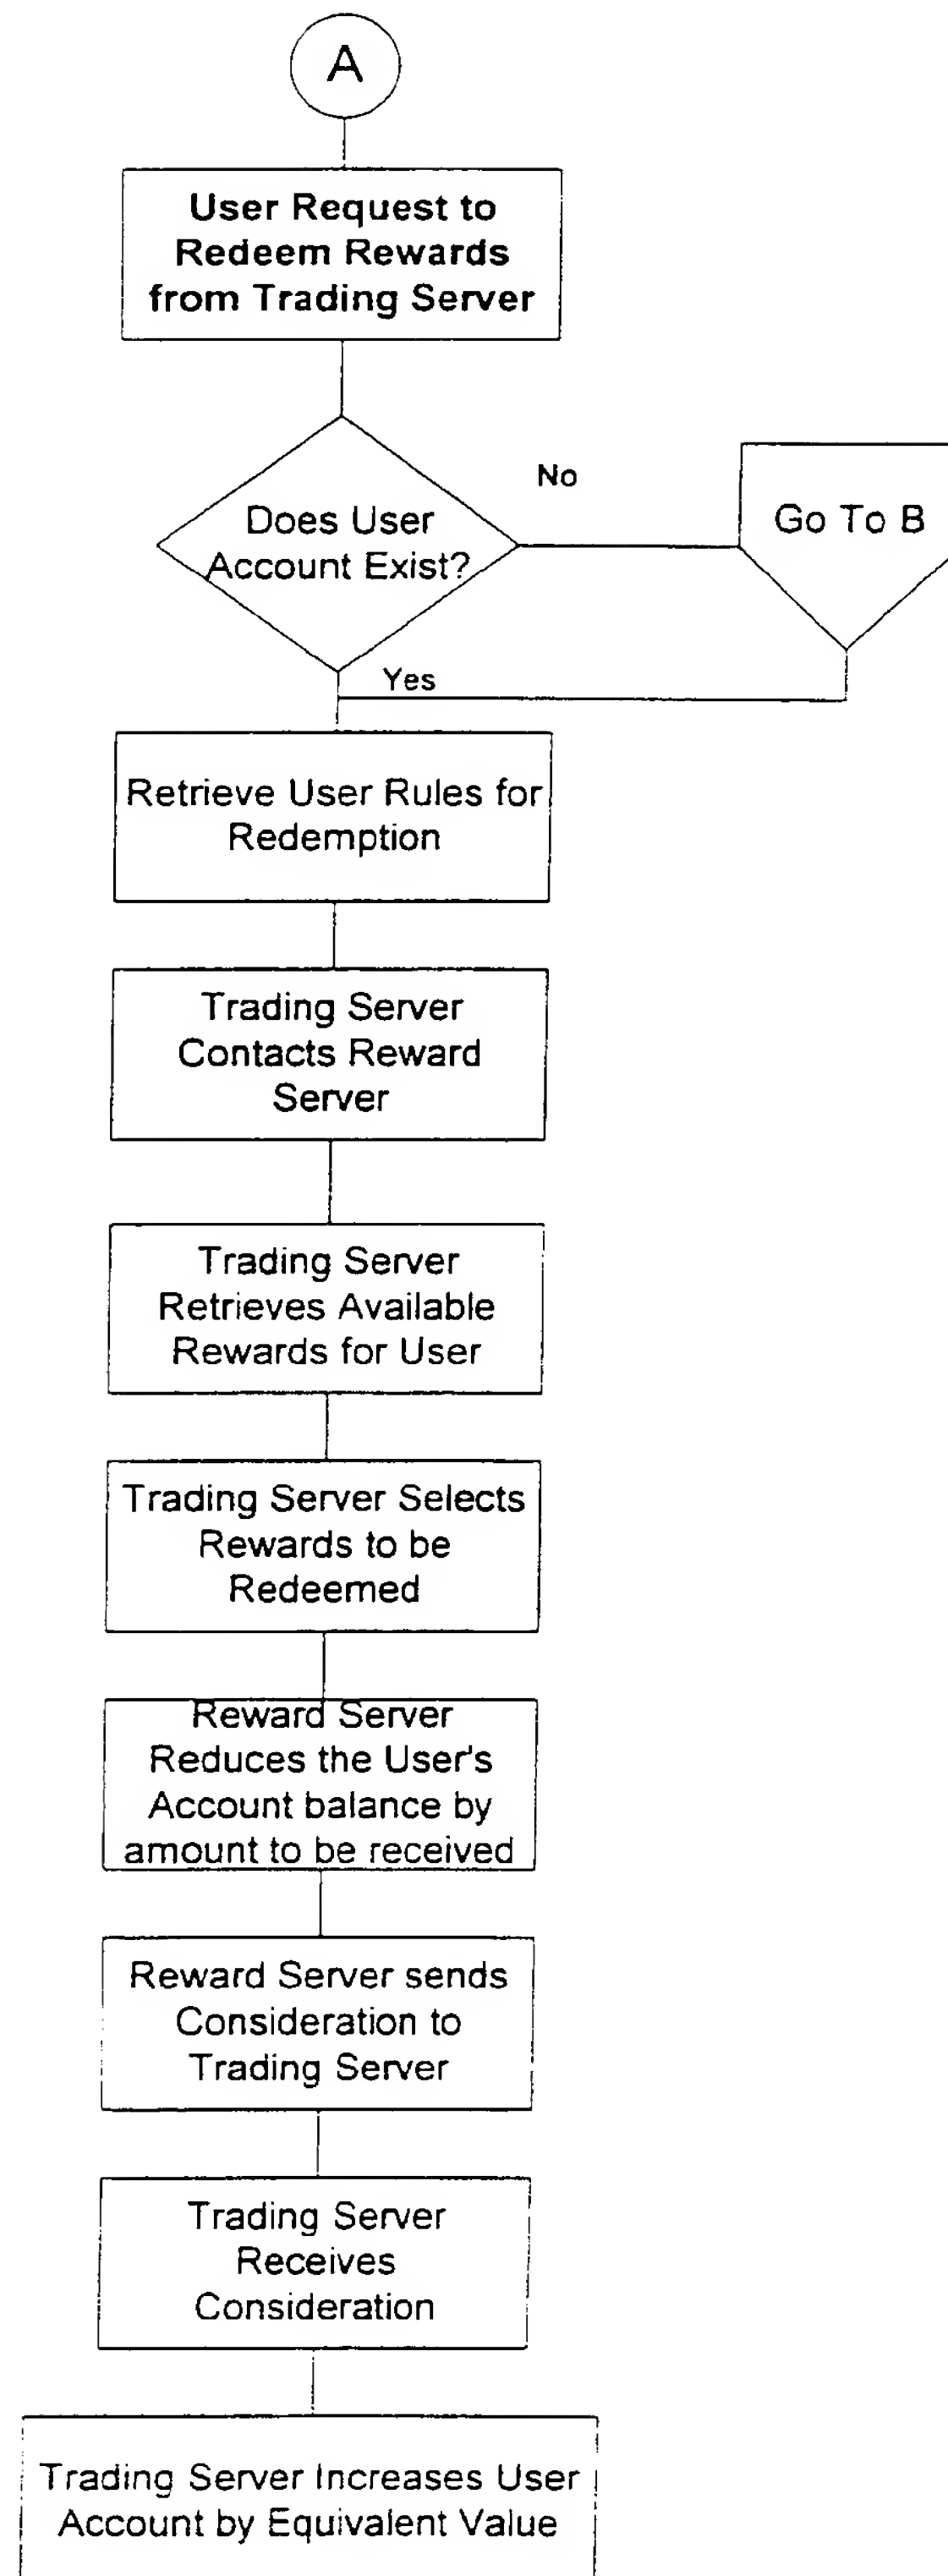 A
User Request to
Redeem Rewards
from Trading Server
Does User
Account Exist?
No
Go To B
Yes
Retrieve User Rules for
Redemption
Trading Server
Contacts Reward
Server
Trading Server
Retrieves Available
Rewards for User
Trading Server Selects
Rewards to be
Redeemed
Reward Server
Reduces the User's
Account balance by
amount to be received
Reward Server sends
Consideration to
Trading Server
Trading Server
Receives
Consideration
Trading Server Increases User
Account by Equivalent Value